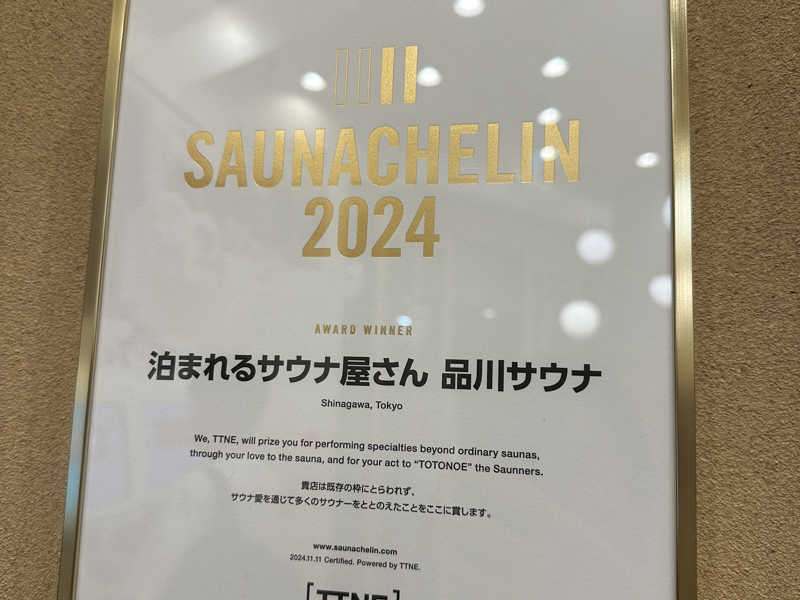 SAUNACHELIN
2024
AWARD WINNER
泊まれるサウナ屋さん 品川サウナ
Shinagawa, Tokyo
We, TTNE, will prize you for performing specialties beyond ordinary saunas,
through your love to the sauna, and for your act to “TOTONOE” the Saunners.
貴店は既存の枠にとらわれず、
サウナ愛を通じて多くのサウナーをととのえたことをここに賞します。
www.saunachelin.com
2024.11.11 Certified. Powered by TTNE.
[TTNE]